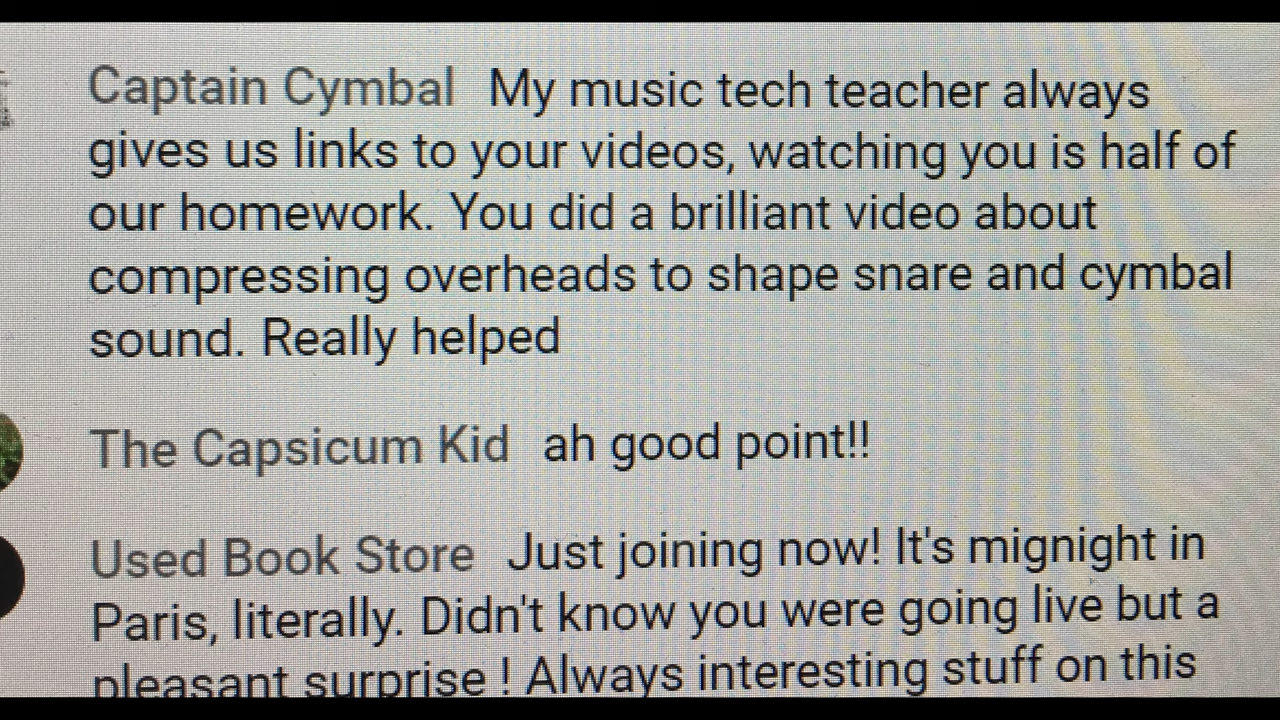 Captain Cymbal My music tech teacher always
gives us links to your videos, watching you is half of
our homework. You did a brilliant video about
compressing overheads to shape snare and cymbal
sound. Really helped
The Capsicum Kid ah good point!!
Used Book Store Just joining now! It's mignight in
Paris, literally. Didn't know you were going live but a
pleasant surprise ! Always interesting stuff on this